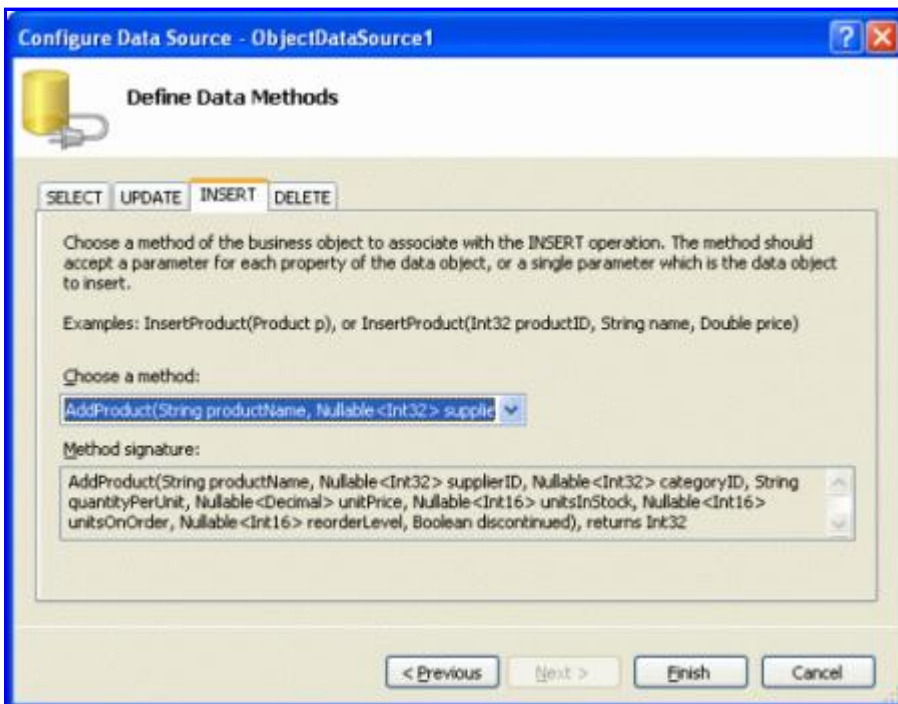 Configure Data Source - ObjectDataSource1
Define Data Methods
SELECT UPDATE INSERT DELETE
Choose a method of the business object to associate with the INSERT operation. The method should
accept a parameter for each property of the data object, or a single parameter which is the data object
to insert.
Examples: InsertProduct(Product p), or InsertProduct(Int32 productID, String name, Double price)
Choose a method:
AddProduct(String productName, Nullable<Int32> supplie
Method signature:
AddProduct(String productName, Nullable<Int32> supplierID, Nullable<Int32> categoryID, String
quantityPerUnit, Nullable<Decimal> unitPrice, Nullable<Int16> unitsInStock, Nullable<Int16>
unitsOnOrder, Nullable<Int16> reorderLevel, Boolean discontinued), returns Int32
< Previous Next > Finish Cancel